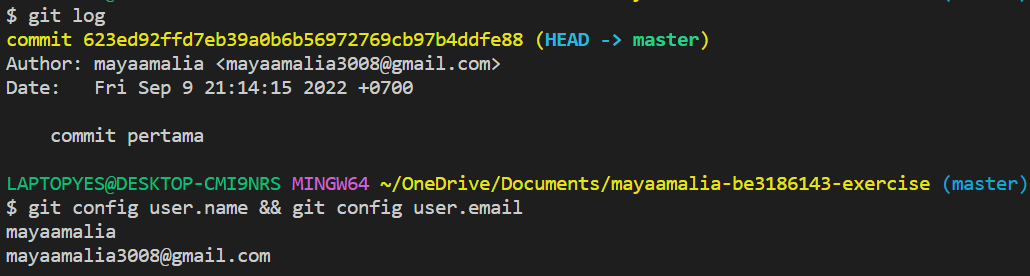 $ git log
commit 623ed92ffd7eb39a0b6b56972769cb97b4ddfe88 (HEAD -> master)
Author: mayaamalia <mayaamalia3008@gmail.com>
Date:   Fri Sep 9 21:14:15 2022 +0700
    commit pertama
LAPTOPYES@DESKTOP-CMI9NRS MINGW64 ~/OneDrive/Documents/mayaamalia-be3186143-exercise (master)
$ git config user.name && git config user.email
mayaamalia
mayaamalia3008@gmail.com